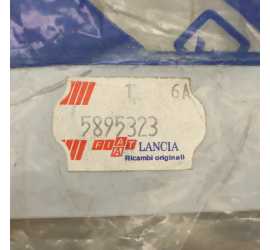 1 6A
5895323
FIAT LANCIA
Ricambi originali